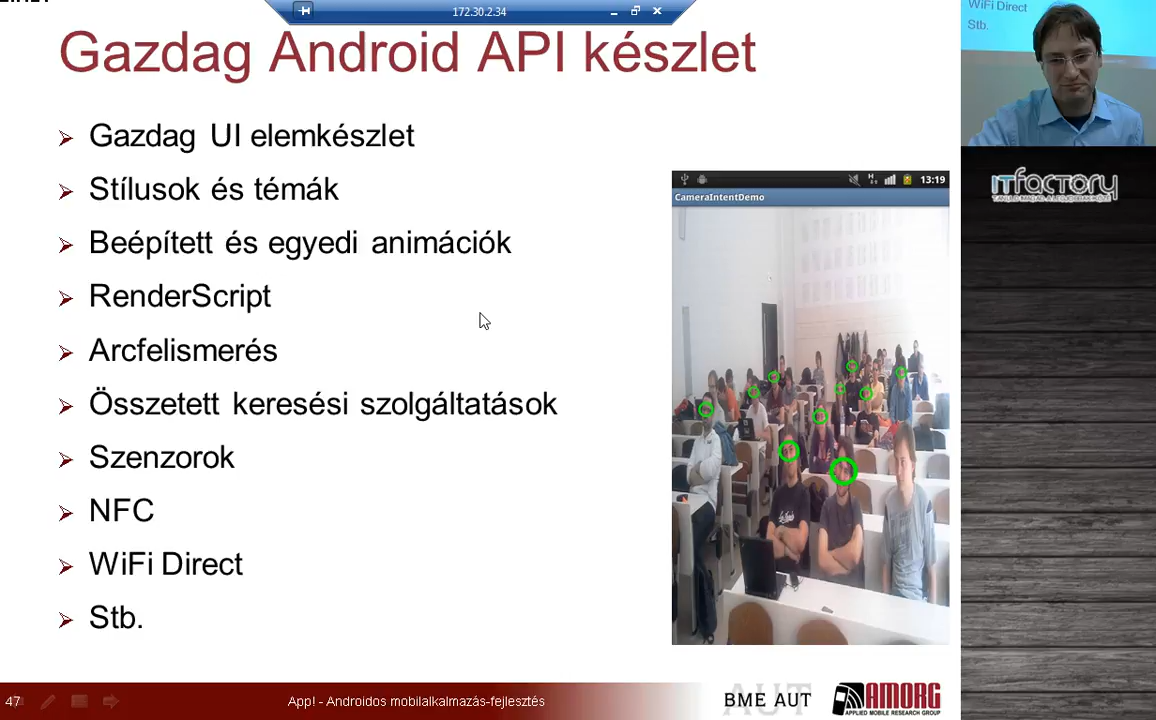 172.30.2.34
Gazdag Android API készlet
Gazdag UI elemkészlet
Stílusok és témák
Beépített és egyedi animációk
RenderScript
Arcfelismerés
Összetett keresési szolgáltatások
Szenzorok
NFC
WiFi Direct
Stb.
13:19
CameraIntentDemo
WiFi Direct
Stb.
ITfactory
47
App! - Androidos mobilalkalmazás-fejlesztés
AUT
BME AUT
AMORG
APPLIED MOBILE RESEARCH GROUP